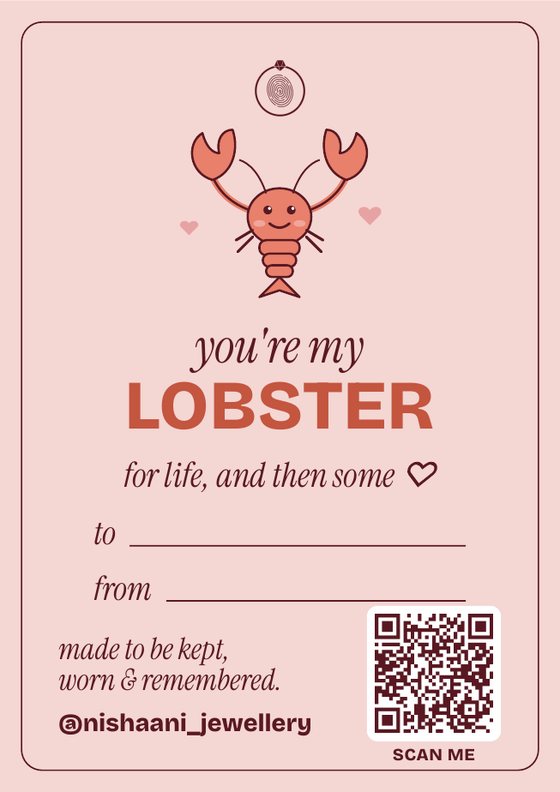 you're my
LOBSTER
for life, and then some ♡
to
from
made to be kept,
worn & remembered.
@nishaani_jewellery
SCAN ME